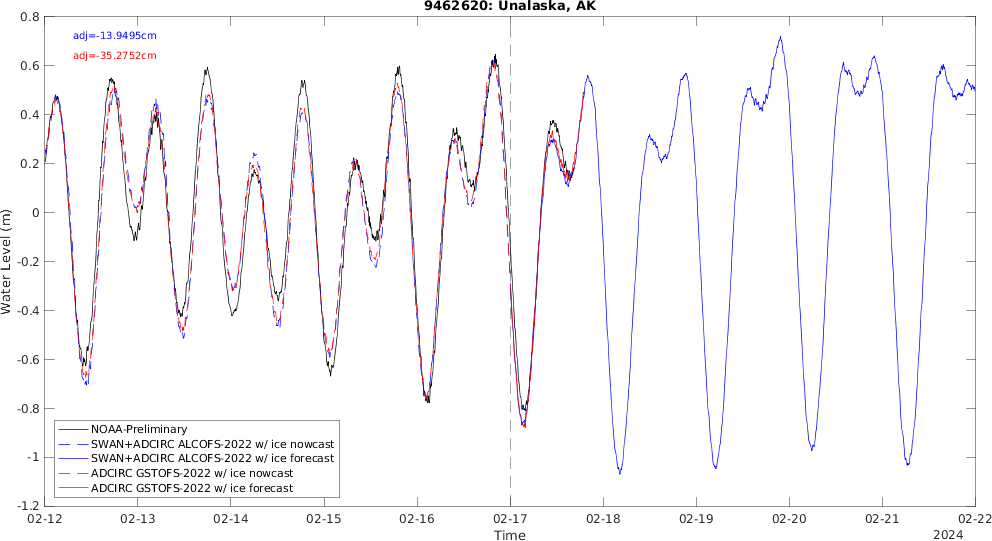 9462620: Unalaska, AK
adj=-13.9495cm
adj=-35.2752cm
0.8
0.6
0.4
0.2
0
-0.2
-0.4
-0.6
-0.8
-1
-1.2
Water Level (m)
NOAA-Preliminary
SWAN+ADCIRC ALCOFS-2022 w/ ice nowcast
SWAN+ADCIRC ALCOFS-2022 w/ ice forecast
ADCIRC GSTOFS-2022 w/ ice nowcast
ADCIRC GSTOFS-2022 w/ ice forecast
02-12 02-13 02-14 02-15 02-16 02-17 02-18 02-19 02-20 02-21 02-22
Time
2024